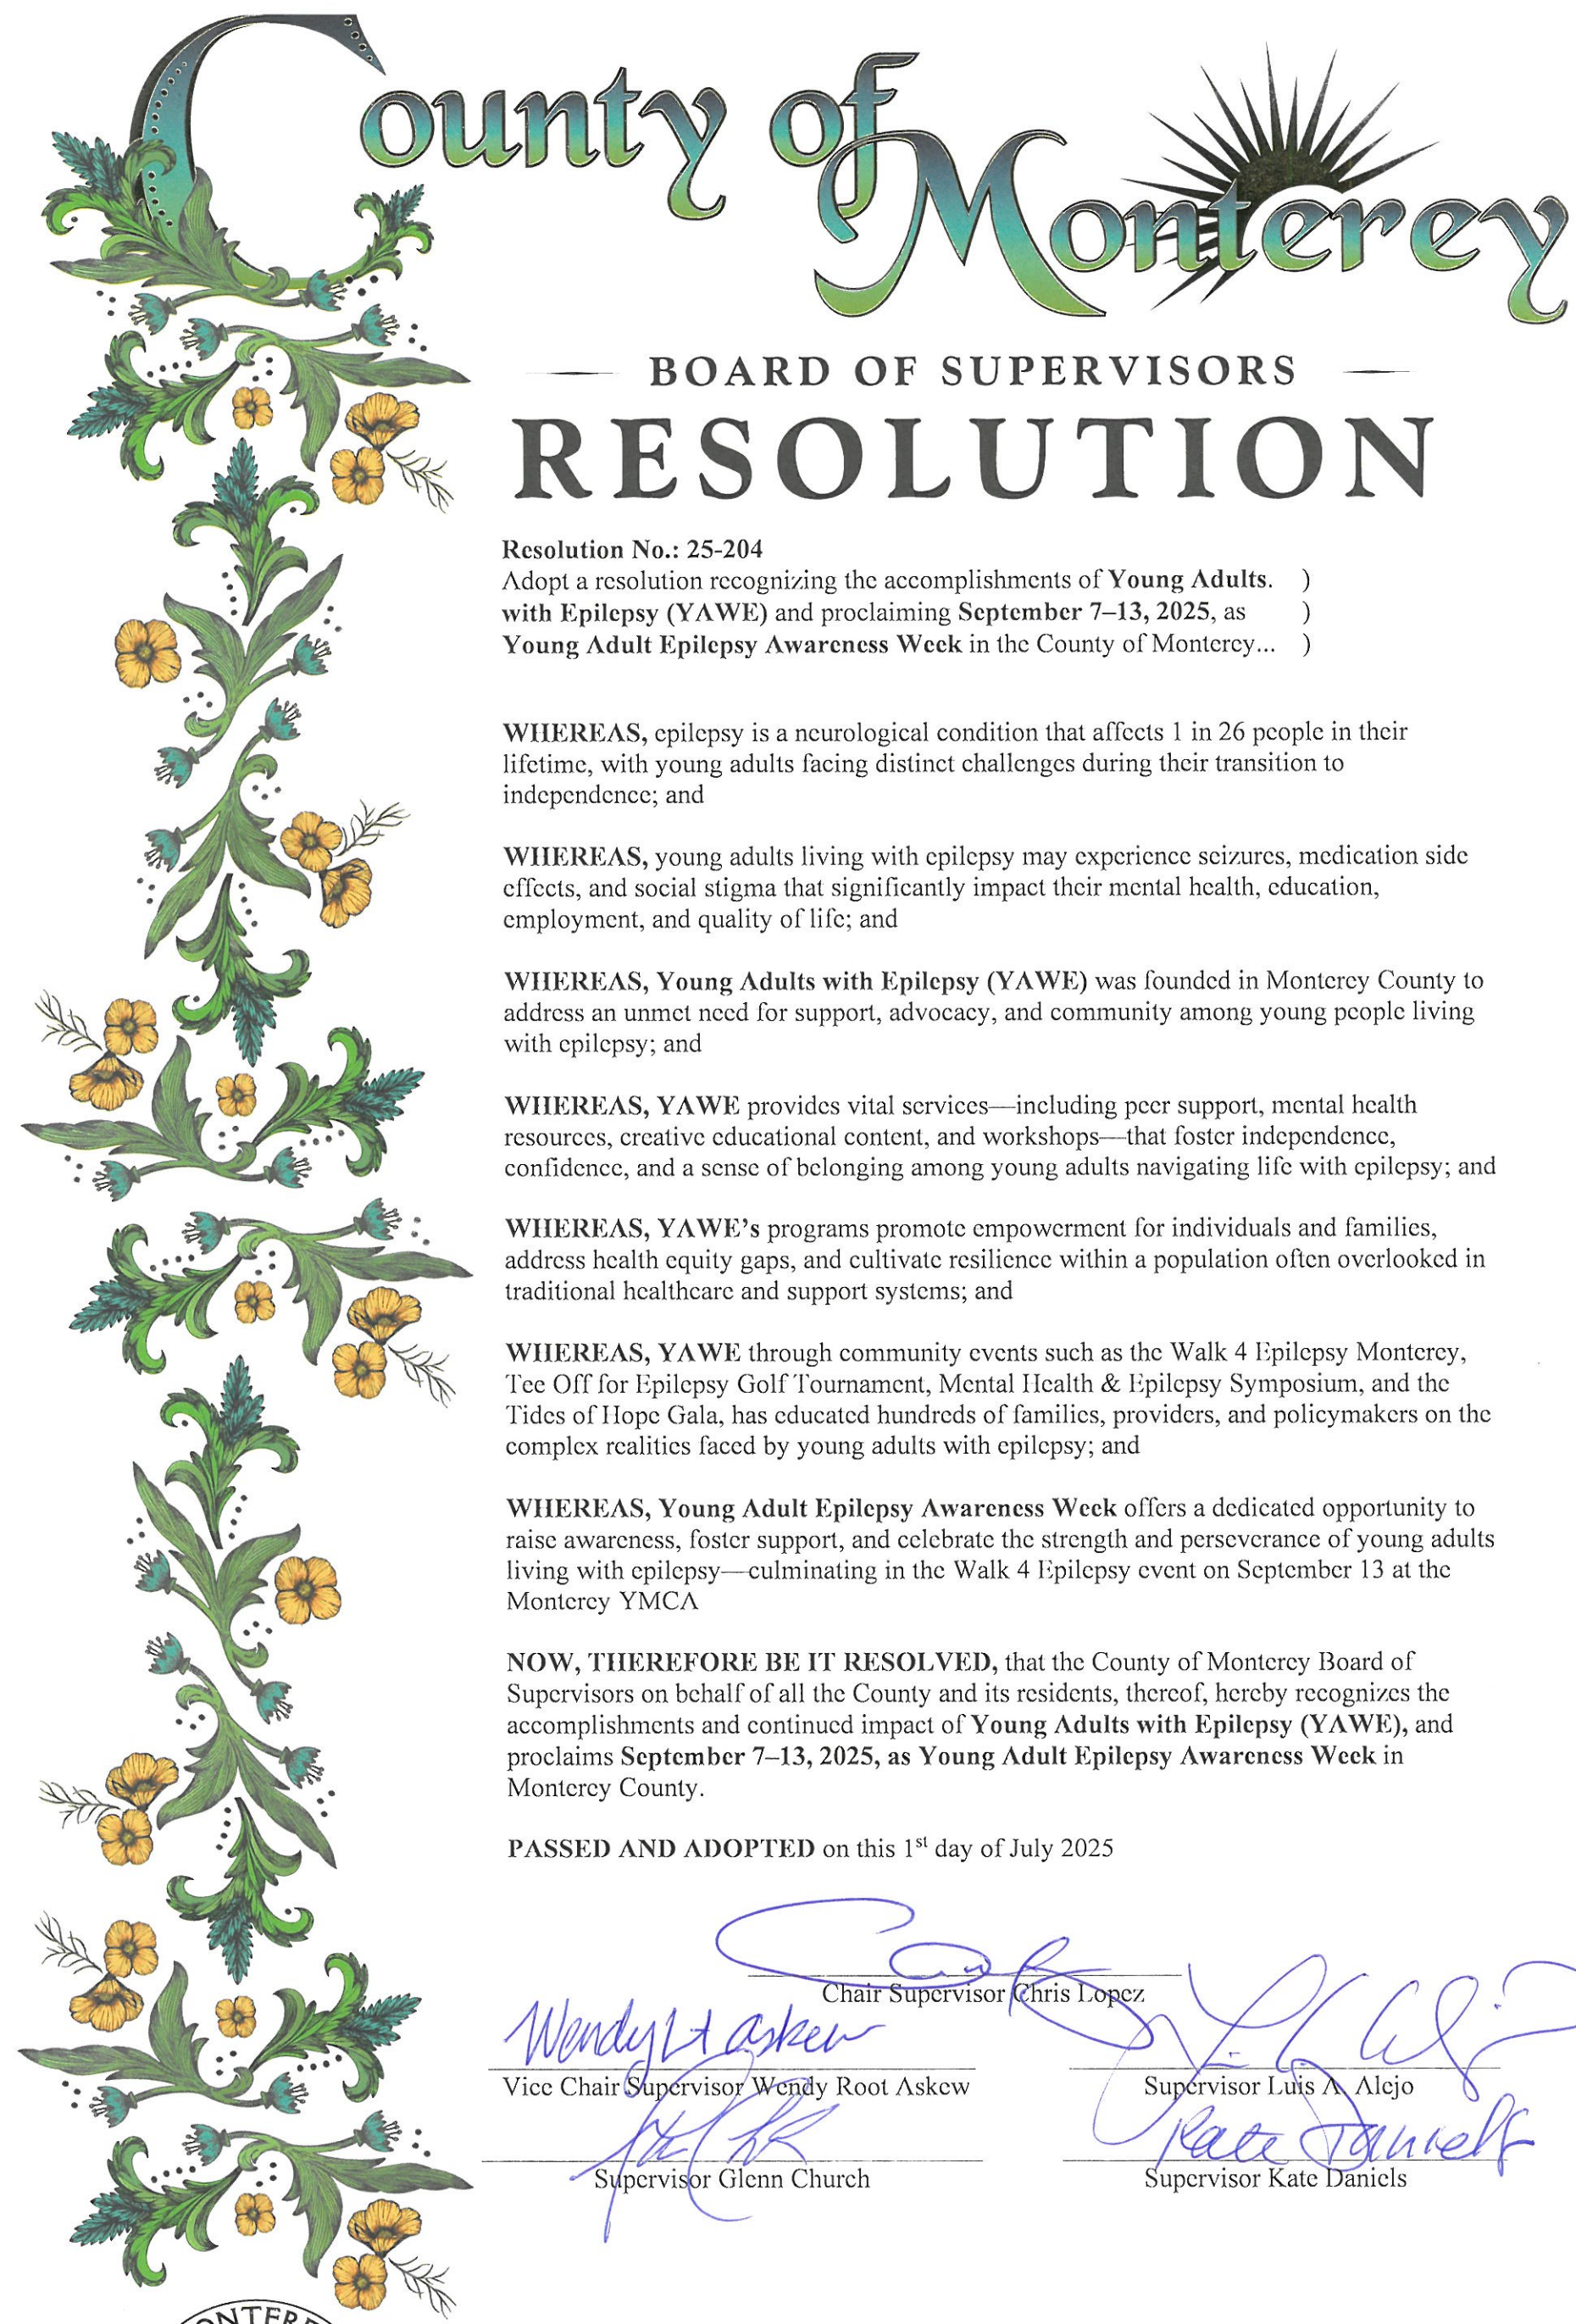 County of Monterey
BOARD OF SUPERVISORS
RESOLUTION
Resolution No.: 25-204
Adopt a resolution recognizing the accomplishments of Young Adults. )
with Epilepsy (YAWE) and proclaiming September 7–13, 2025, as )
Young Adult Epilepsy Awareness Week in the County of Monterey... )
WHEREAS, epilepsy is a neurological condition that affects 1 in 26 people in their
lifetime, with young adults facing distinct challenges during their transition to
independence; and
WHEREAS, young adults living with epilepsy may experience seizures, medication side
effects, and social stigma that significantly impact their mental health, education,
employment, and quality of life; and
WHEREAS, Young Adults with Epilepsy (YAWE) was founded in Monterey County to
address an unmet need for support, advocacy, and community among young people living
with epilepsy; and
WHEREAS, YAWE provides vital services—including peer support, mental health
resources, creative educational content, and workshops—that foster independence,
confidence, and a sense of belonging among young adults navigating life with epilepsy; and
WHEREAS, YAWE’s programs promote empowerment for individuals and families,
address health equity gaps, and cultivate resilience within a population often overlooked in
traditional healthcare and support systems; and
WHEREAS, YAWE through community events such as the Walk 4 Epilepsy Monterey,
Tee Off for Epilepsy Golf Tournament, Mental Health & Epilepsy Symposium, and the
Tides of Hope Gala, has educated hundreds of families, providers, and policymakers on the
complex realities faced by young adults with epilepsy; and
WHEREAS, Young Adult Epilepsy Awareness Week offers a dedicated opportunity to
raise awareness, foster support, and celebrate the strength and perseverance of young adults
living with epilepsy—culminating in the Walk 4 Epilepsy event on September 13 at the
Monterey YMCA
NOW, THEREFORE BE IT RESOLVED, that the County of Monterey Board of
Supervisors on behalf of all the County and its residents, thereof, hereby recognizes the
accomplishments and continued impact of Young Adults with Epilepsy (YAWE), and
proclaims September 7–13, 2025, as Young Adult Epilepsy Awareness Week in
Monterey County.
PASSED AND ADOPTED on this 1st day of July 2025
Chair Supervisor Chris Lopez
Wendy Rt Askew
Vice Chair Supervisor Wendy Root Askew
Supervisor Luis A. Alejo
Kate Daniels
Supervisor Glenn Church
Supervisor Kate Daniels